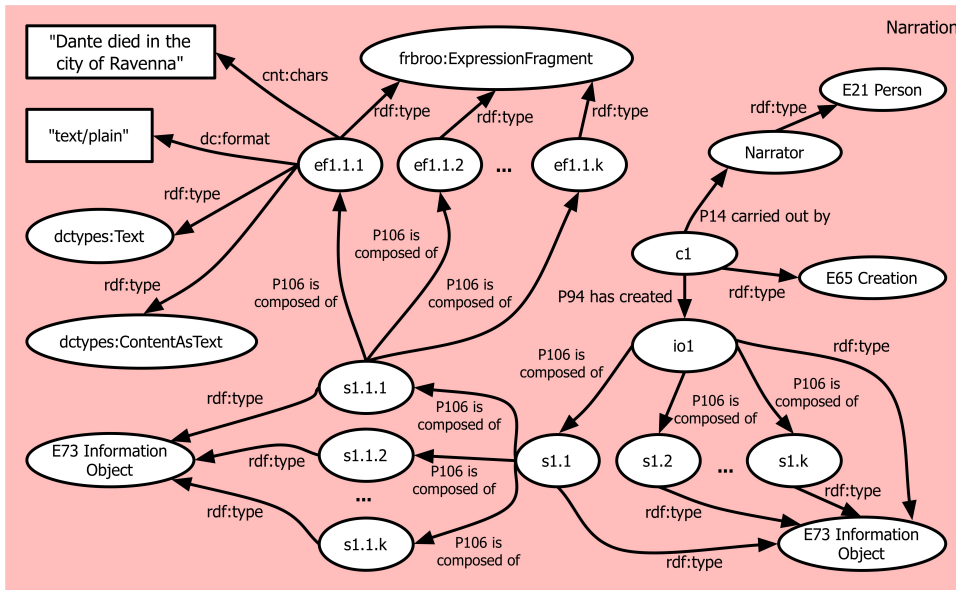 Narration
"Dante died in the
city of Ravenna"
frbroo:ExpressionFragment
cnt:chars
E21 Person
rdf:type
rdf:type
rdf:type
rdf:type
"text/plain"
dc:format
ef1.1.1
ef1.1.2
...
ef1.1.k
Narrator
rdf:type
P14 carried out by
dctypes:Text
P106 is
composed of
c1
rdf:type
P106 is
composed of
P106 is
composed of
E65 Creation
rdf:type
P94 has created
dctypes:ContentAsText
io1
rdf:type
P106 is
composed of
s1.1.1
P106 is
composed of
P106 is
composed of
rdf:type
P106 is
composed of
E73 Information
Object
s1.1.2
rdf:type
P106 is
composed of
s1.1
s1.2
...
s1.k
...
rdf:type
rdf:type
rdf:type
s1.1.k
P106 is
composed of
E73 Information
Object
rdf:type